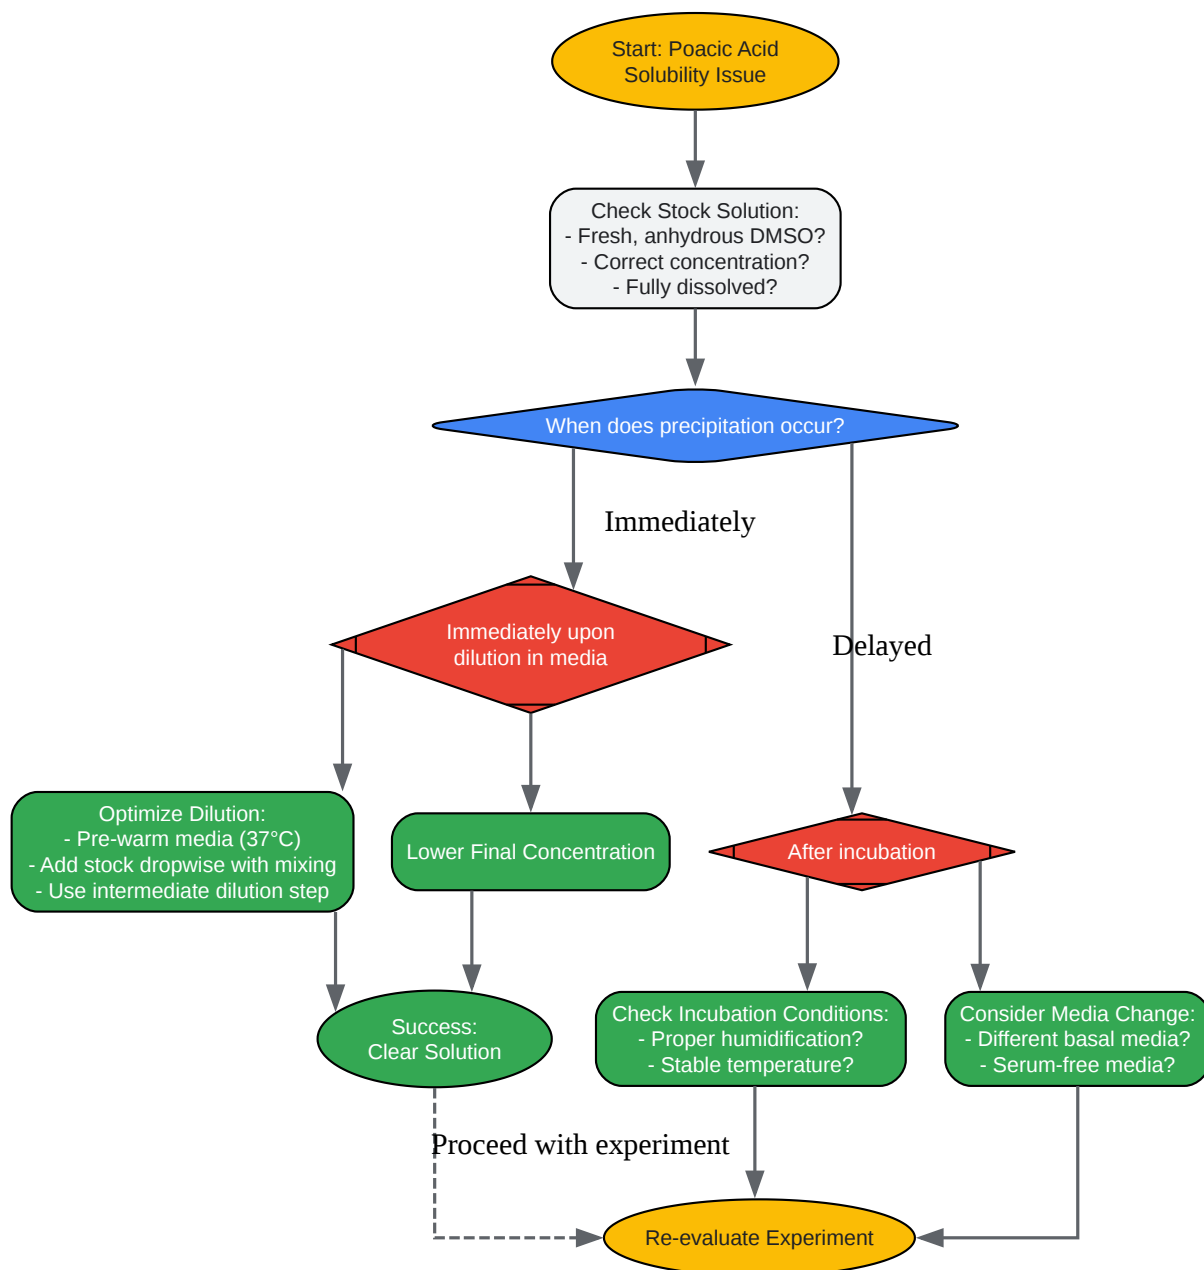 Start: Poacic Acid
Solubility Issue
Check Stock Solution:
- Fresh, anhydrous DMSO?
- Correct concentration?
- Fully dissolved?
When does precipitation occur?
Immediately
Immediately upon
dilution in media
Delayed
Optimize Dilution:
- Pre-warm media (37°C)
- Add stock dropwise with mixing
- Use intermediate dilution step
Lower Final Concentration
After incubation
Success:
Clear Solution
Check Incubation Conditions:
- Proper humidification?
- Stable temperature?
Consider Media Change:
- Different basal media?
- Serum-free media?
Proceed with experiment
Re-evaluate Experiment